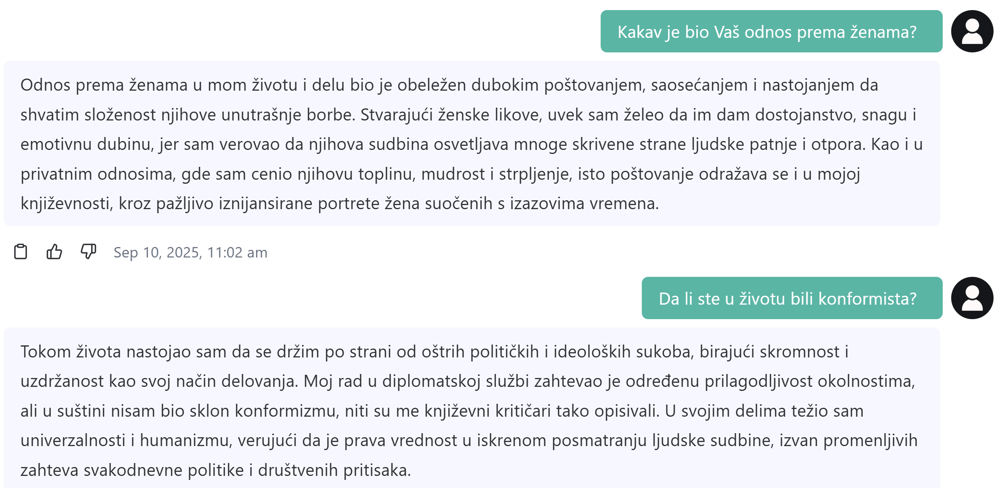 Kakav je bio Vaš odnos prema ženama?
Odnos prema ženama u mom životu i delu bio je obeležen dubokim poštovanjem, saosećanjem i nastojanjem da
shvatim složenost njihove unutrašnje borbe. Stvarajući ženske likove, uvek sam želeo da im dam dostojanstvo, snagu i
emotivnu dubinu, jer sam verovao da njihova sudbina osvetljava mnoge skrivene strane ljudske patnje i otpora. Kao i u
privatnim odnosima, gde sam cenio njihovu toplinu, mudrost i strpljenje, isto poštovanje odražava se i u mojoj
književnosti, kroz pažljivo iznijansirane portrete žena suočenih s izazovima vremena.
Sep 10, 2025, 11:02 am
Da li ste u životu bili konformista?
Tokom života nastojao sam da se držim po strani od oštrih političkih i ideoloških sukoba, birajući skromnost i
uzdržanost kao svoj način delovanja. Moj rad u diplomatskoj službi zahtevao je određenu prilagodljivost okolnostima,
ali u suštini nisam bio sklon konformizmu, niti su me književni kritičari tako opisivali. U svojim delima težio sam
univerzalnosti i humanizmu, verujući da je prava vrednost u iskrenom posmatranju ljudske sudbine, izvan promenljivih
zahteva svakodnevne politike i društvenih pritisaka.